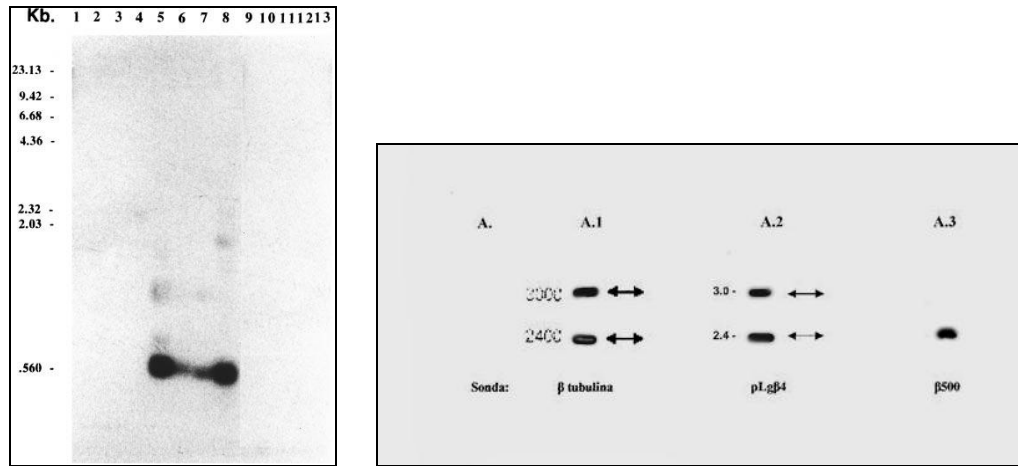 Kb. 1 2 3 4 5 6 7 8 9 10 11 12 13
23.13 -
9.42 -
6.68 -
4.36 -
2.32 -
2.03 -
.560 -
A. A.1 A.2 A.3
3000 3.0 -
2400 2.4 -
Sonda: β tubulina pLgβ4 β500